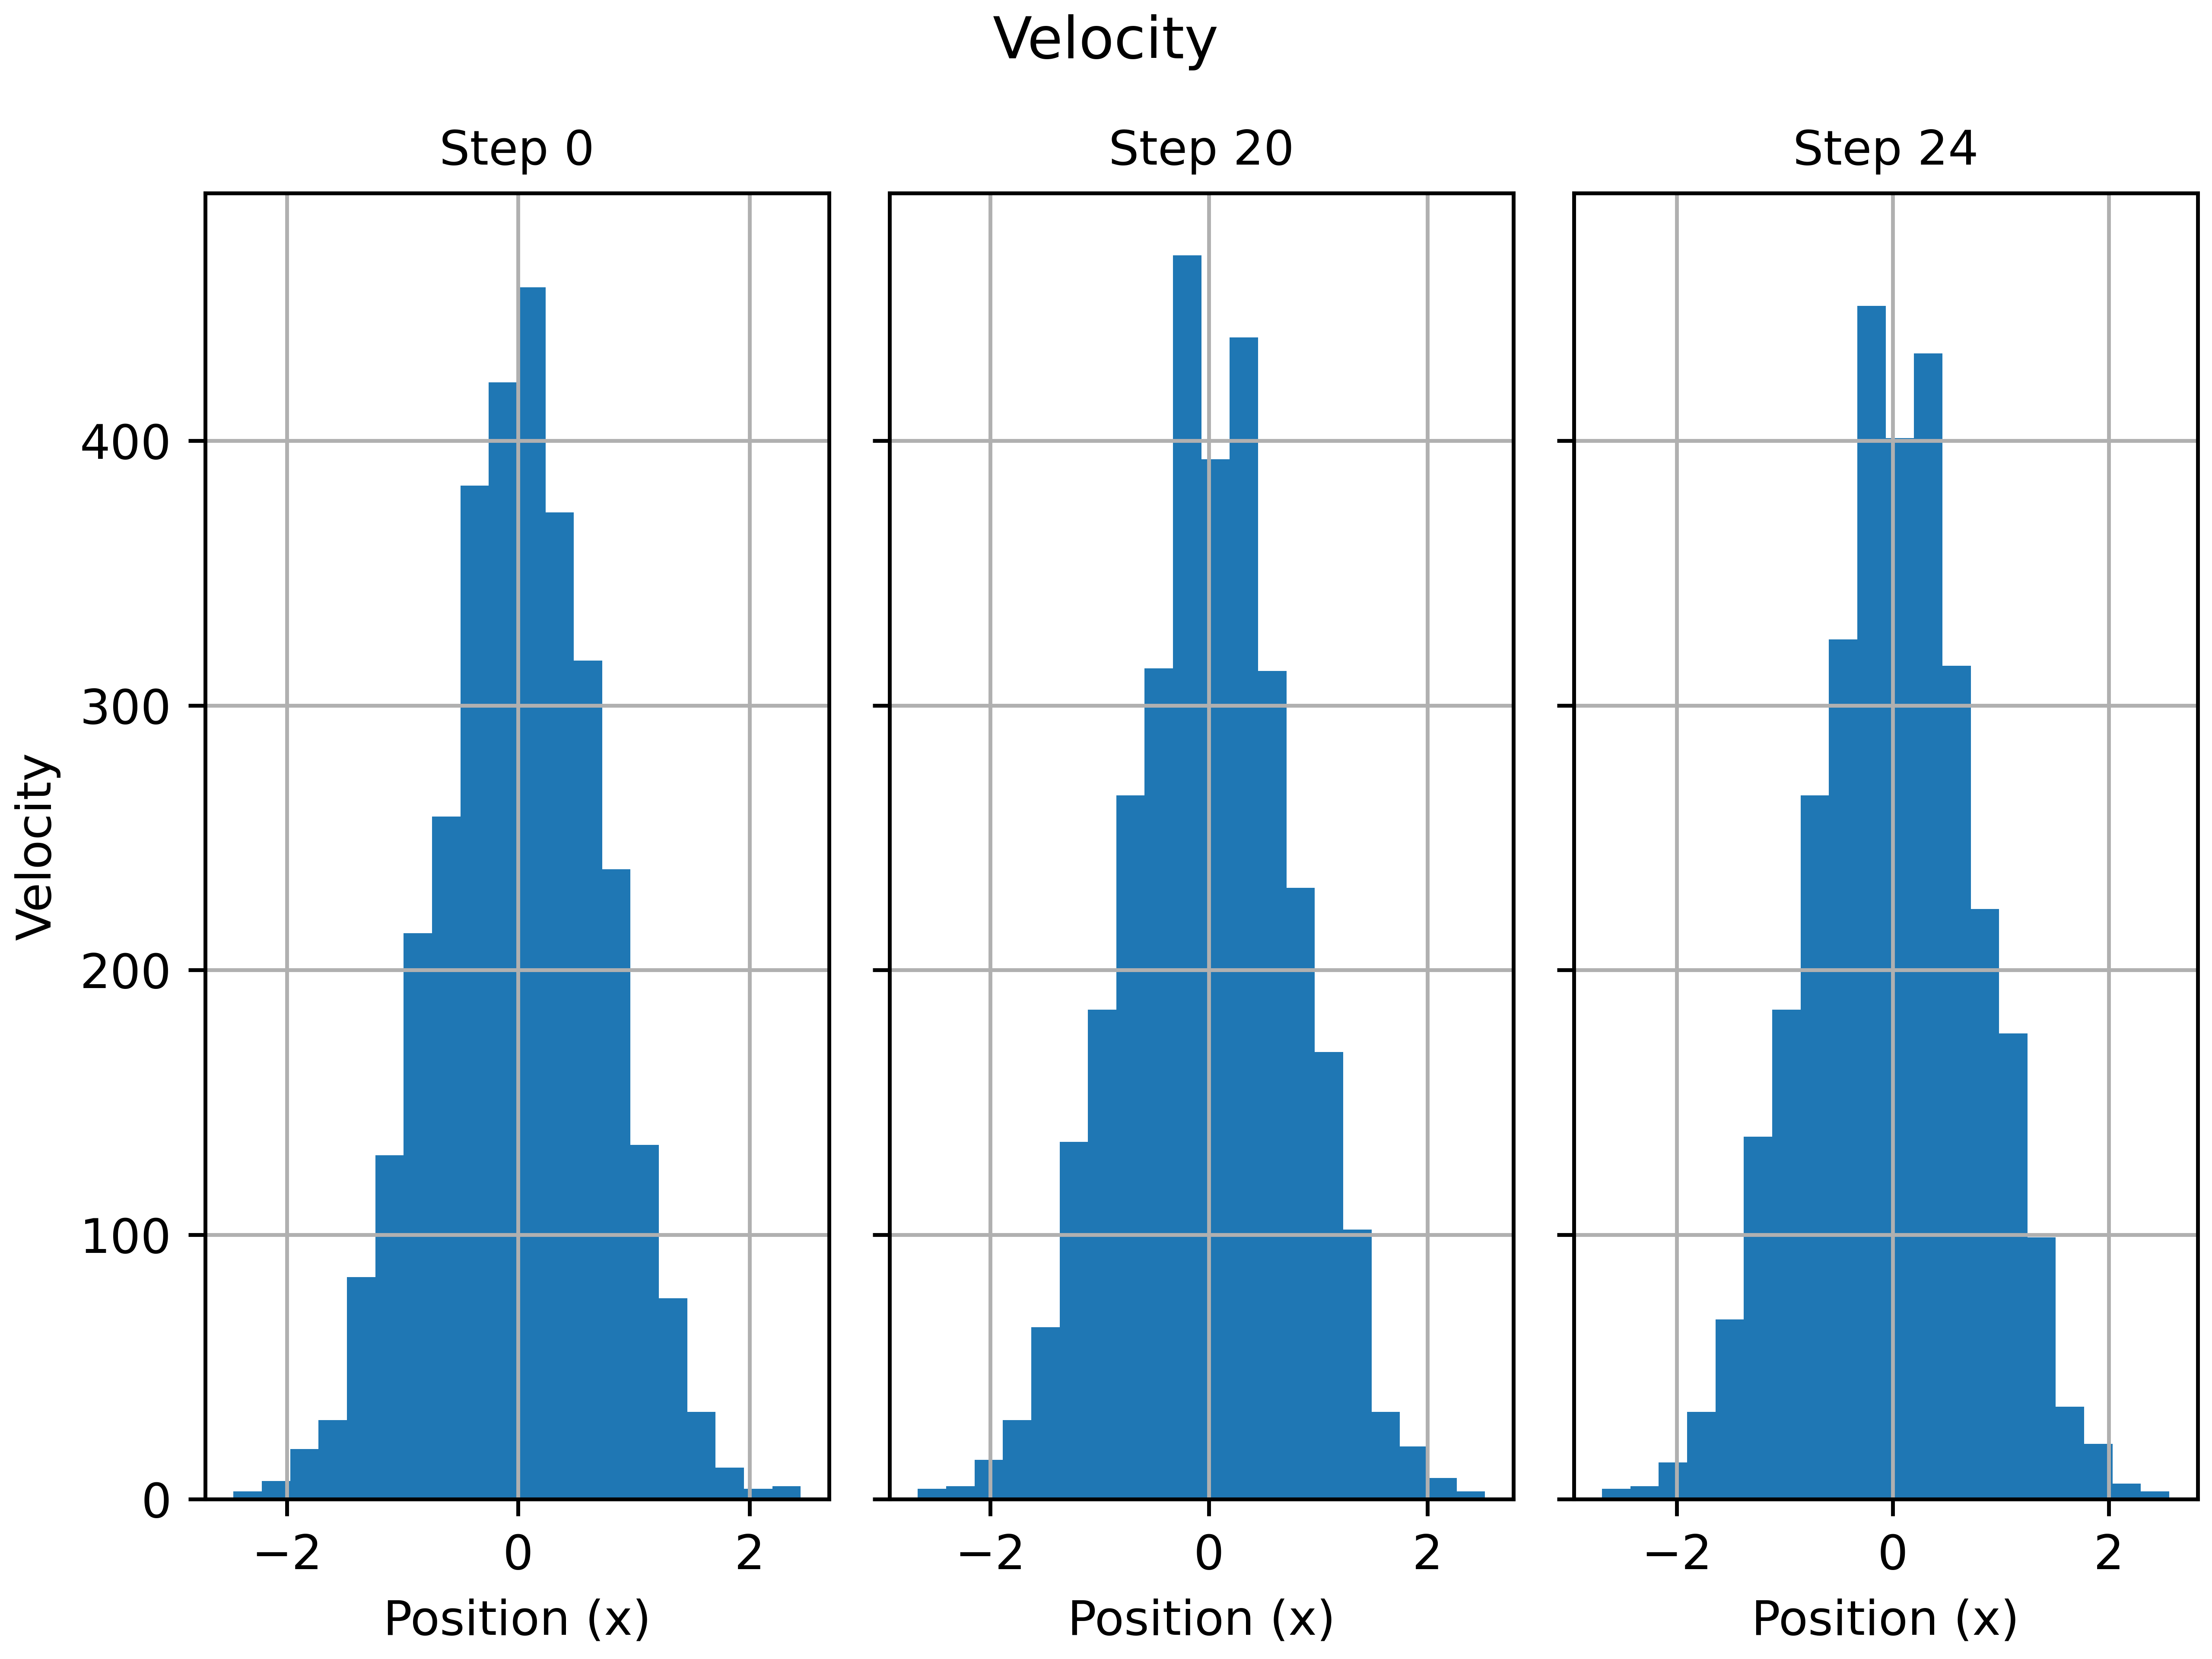 Velocity
Step 0
Step 20
Step 24
Velocity
400
300
200
100
0
−2 0 2
−2 0 2
−2 0 2
Position (x)
Position (x)
Position (x)